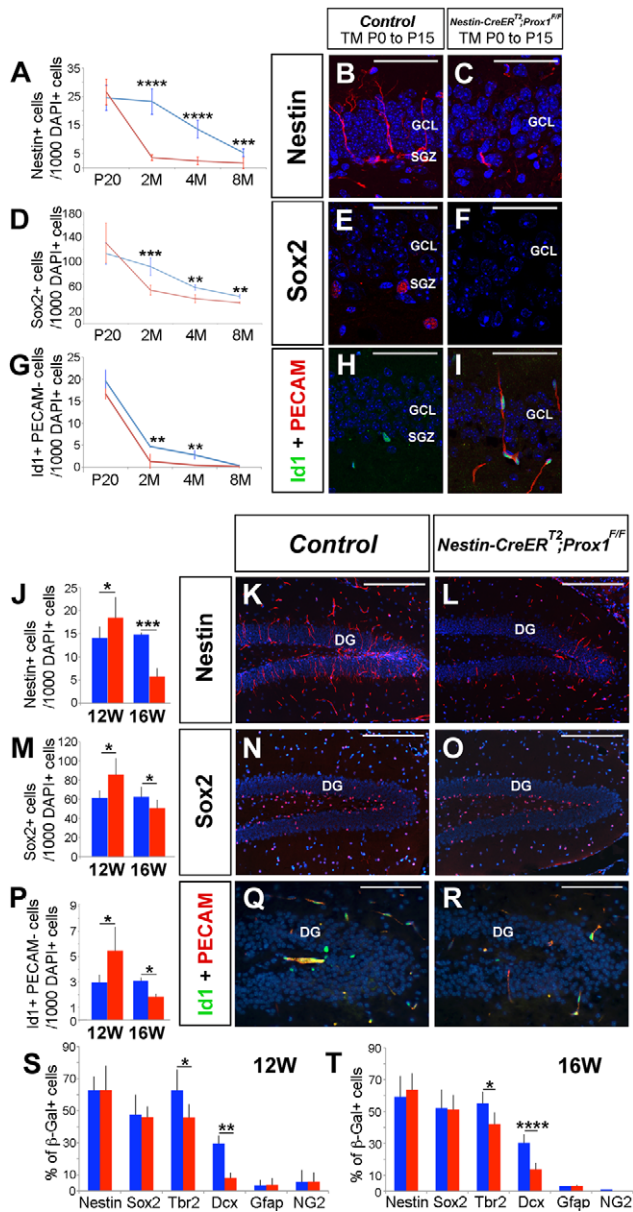 Control
TM P0 to P15
Nestin-CreER^T2;Prox1^F/F
TM P0 to P15
A
Nestin+ cells
/1000 DAPI+ cells
35
25
15
5
0
****
****
***
P20 2M 4M 8M
Nestin
B
GCL
SGZ
C
GCL
D
Sox2+ cells
/1000 DAPI+ cells
180
140
100
60
30
0
***
**
**
P20 2M 4M 8M
Sox2
E
GCL
SGZ
F
GCL
G
Id1+ PECAM- cells
/1000 DAPI+ cells
25
20
15
10
5
0
**
**
P20 2M 4M 8M
Id1 + PECAM
H
GCL
SGZ
I
GCL
Control
Nestin-CreER^T2;Prox1^F/F
J
Nestin+ cells
/1000 DAPI+ cells
25
20
15
10
5
0
*
***
12W 16W
Nestin
K
DG
L
DG
M
Sox2+ cells
/1000 DAPI+ cells
120
100
80
60
40
20
0
*
*
12W 16W
Sox2
N
DG
O
DG
P
Id1+ PECAM- cells
/1000 DAPI+ cells
9
7
5
3
1
0
*
*
12W 16W
Id1 + PECAM
Q
DG
R
DG
S
12W
% of β-Gal+ cells
90
70
50
30
10
*
**
Nestin Sox2 Tbr2 Dcx Gfap NG2
T
16W
% of β-Gal+ cells
90
70
50
30
10
*
****
Nestin Sox2 Tbr2 Dcx Gfap NG2